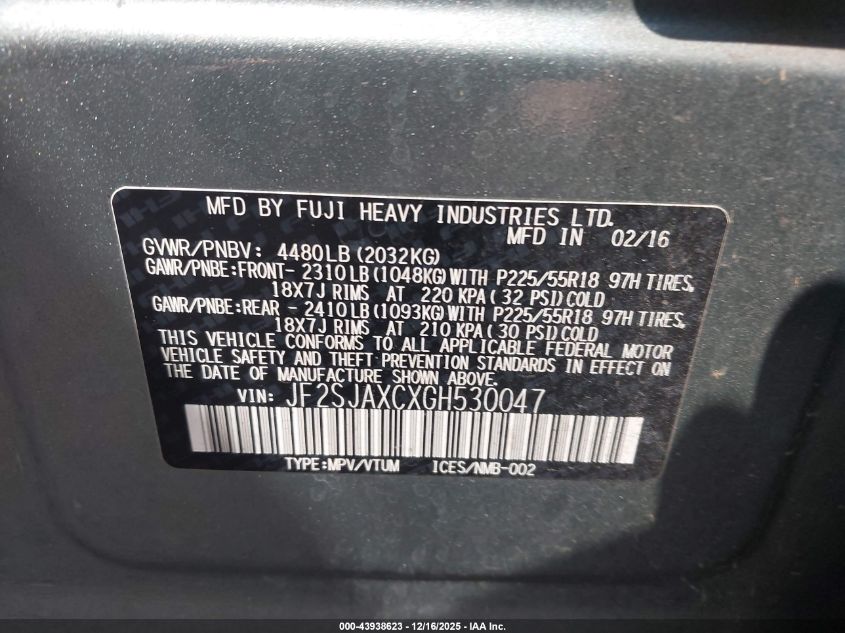 MFD BY FUJI HEAVY INDUSTRIES LTD.
MFD IN 02/16
GVWR/PNBV: 4480LB (2032KG)
GAWR/PNBE:FRONT- 2310LB(1048KG)WITH P225/55R18 97H TIRES,
18X7J RIMS AT 220 KPA(32 PSI)COLD
GAWR/PNBE:REAR - 2410LB(1093KG)WITH P225/55R18 97H TIRES,
18X7J RIMS AT 210 KPA(30 PSI)COLD
THIS VEHICLE CONFORMS TO ALL APPLICABLE FEDERAL MOTOR
VEHICLE SAFETY AND THEFT PREVENTION STANDARDS IN EFFECT ON
THE DATE OF MANUFACTURE SHOWN ABOVE.
VIN: JF2SJAXCXGH530047
TYPE:MPV/VTUM ICES/NMB-002
000-43938623 - 12/16/2025 - IAA Inc.